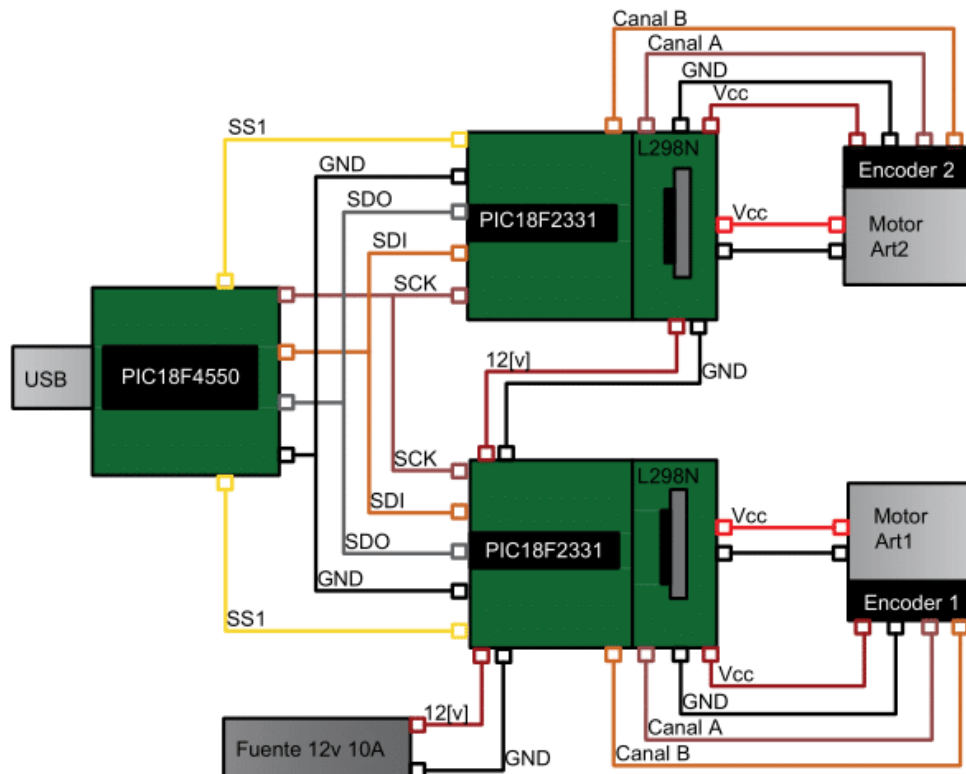 Canal B
Canal A
GND
Vcc
SS1
L298N
GND
Encoder 2
SDO
PIC18F2331
Vcc
Motor
Art2
SDI
SCK
USB
PIC18F4550
12[v]
GND
SCK
L298N
SDI
Vcc
Motor
Art1
SDO
PIC18F2331
GND
Encoder 1
SS1
Vcc
GND
12[v]
Canal A
Fuente 12v 10A
GND
Canal B